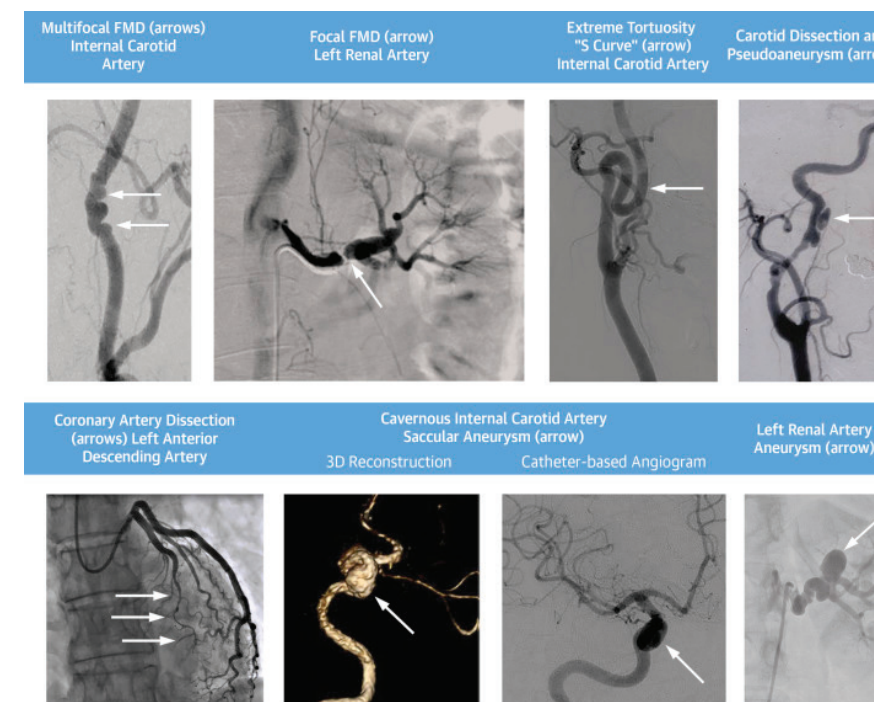 Multifocal FMD (arrows)
Internal Carotid
Artery
Focal FMD (arrow)
Left Renal Artery
Extreme Tortuosity
"S Curve" (arrow)
Internal Carotid Artery
Carotid Dissection
Pseudoaneurysm
Coronary Artery Dissection
(arrows) Left Anterior
Descending Artery
Cavernous Internal Carotid Artery
Saccular Aneurysm (arrow)
3D Reconstruction
Catheter-based Angiogram
Left Renal Artery
Aneurysm (arrow)